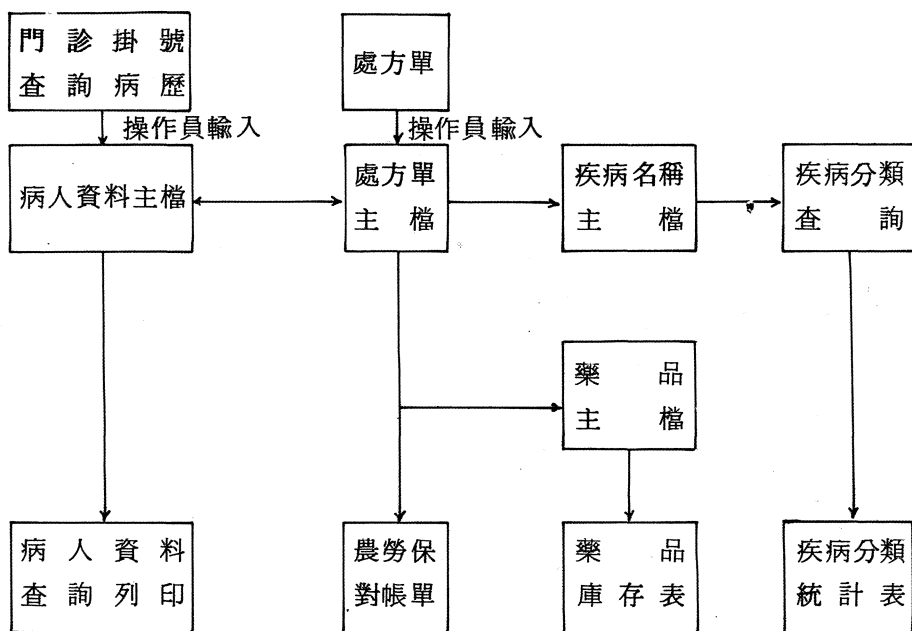 門診掛號
查詢病歷
處方單
操作員輸入
操作員輸入
病人資料主檔
處方單
主檔
疾病名稱
主檔
疾病分類
查詢
藥品
主檔
病人資料
查詢列印
農勞保
對帳單
藥品
庫存表
疾病分類
統計表